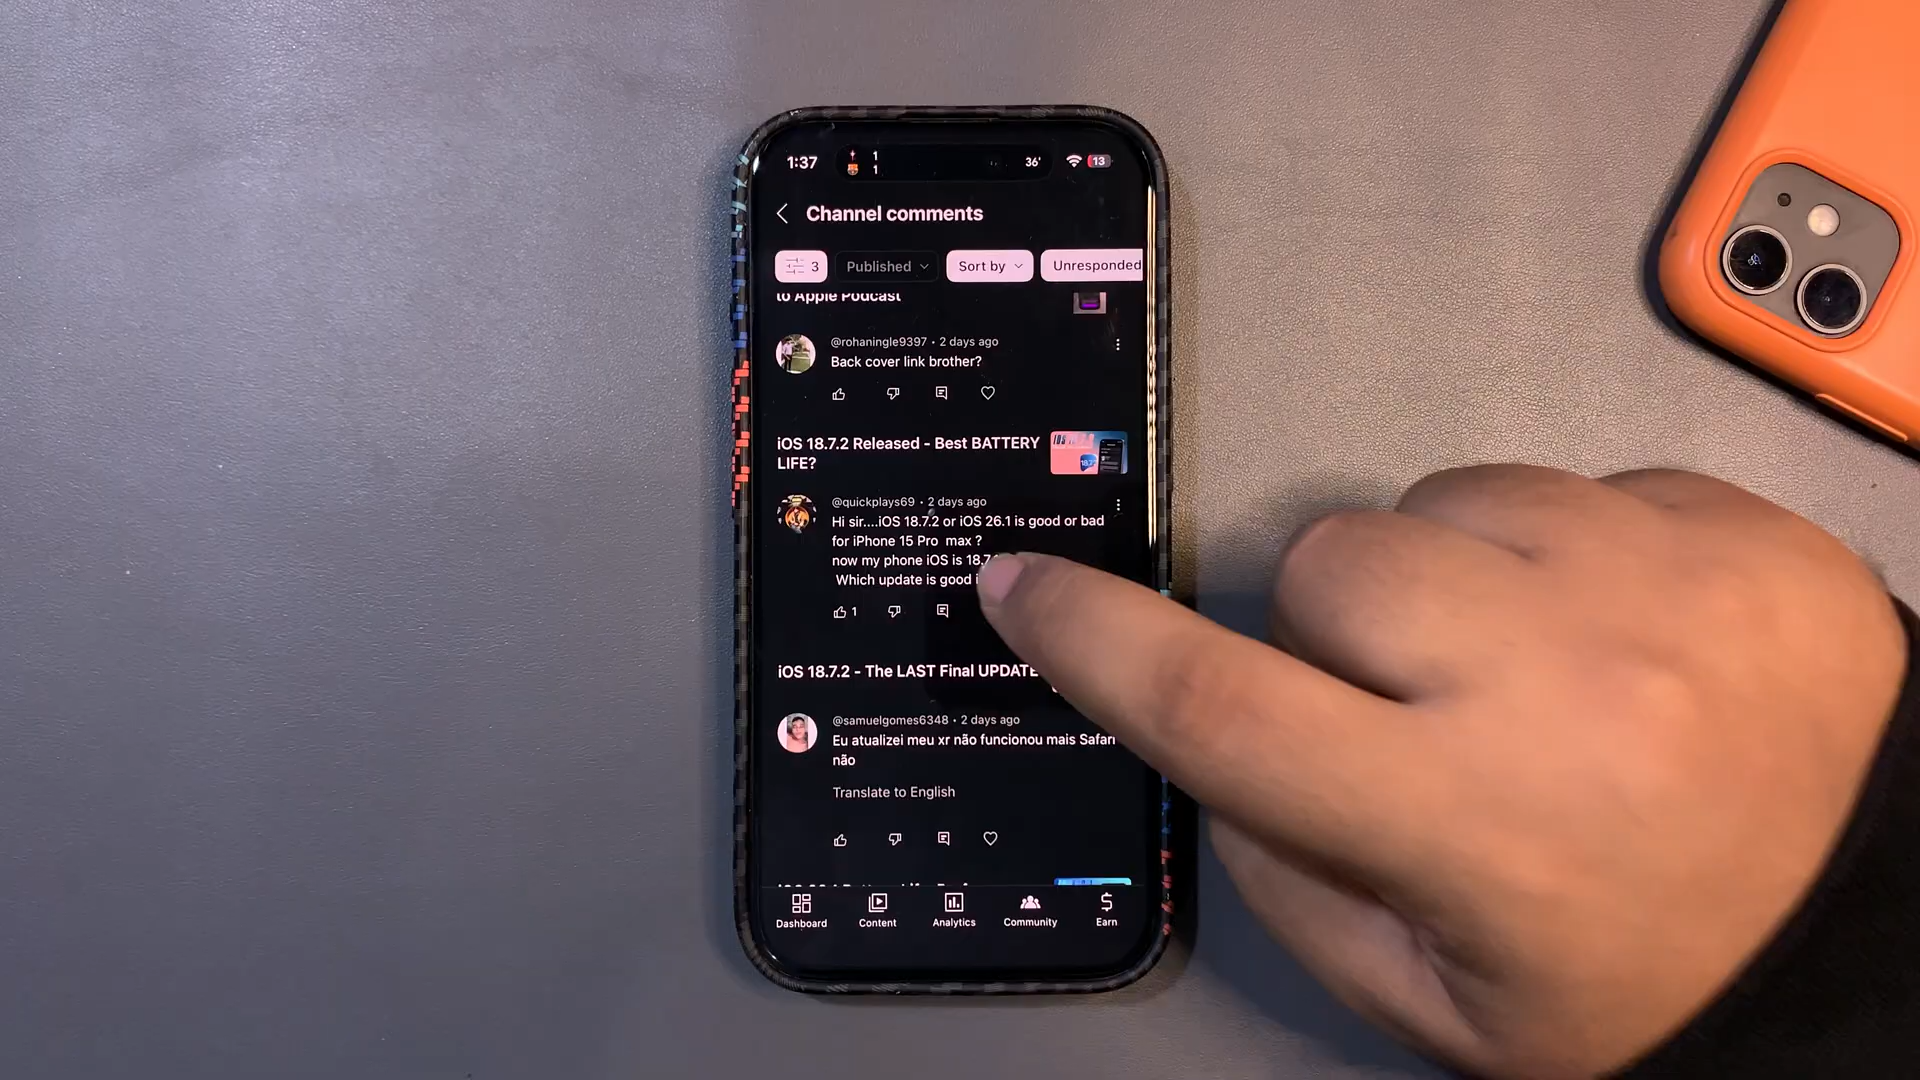 1:37
1
1
36'
13
Channel comments
3
Published
Sort by
Unresponded
to Apple Podcast
@rohaningle9397 • 2 days ago
Back cover link brother?
iOS 18.7.2 Released - Best BATTERY
LIFE?
@quickplays69 • 2 days ago
Hi sir....iOS 18.7.2 or iOS 26.1 is good or bad
for iPhone 15 Pro max ?
now my phone iOS is
Which update is good
1
iOS 18.7.2 - The LAST Final UPDATE
@samuelgomes6348 • 2 days ago
Eu atualizei meu xr não funcionou mais Safari
não
Translate to English
Dashboard
Content
Analytics
Community
Earn